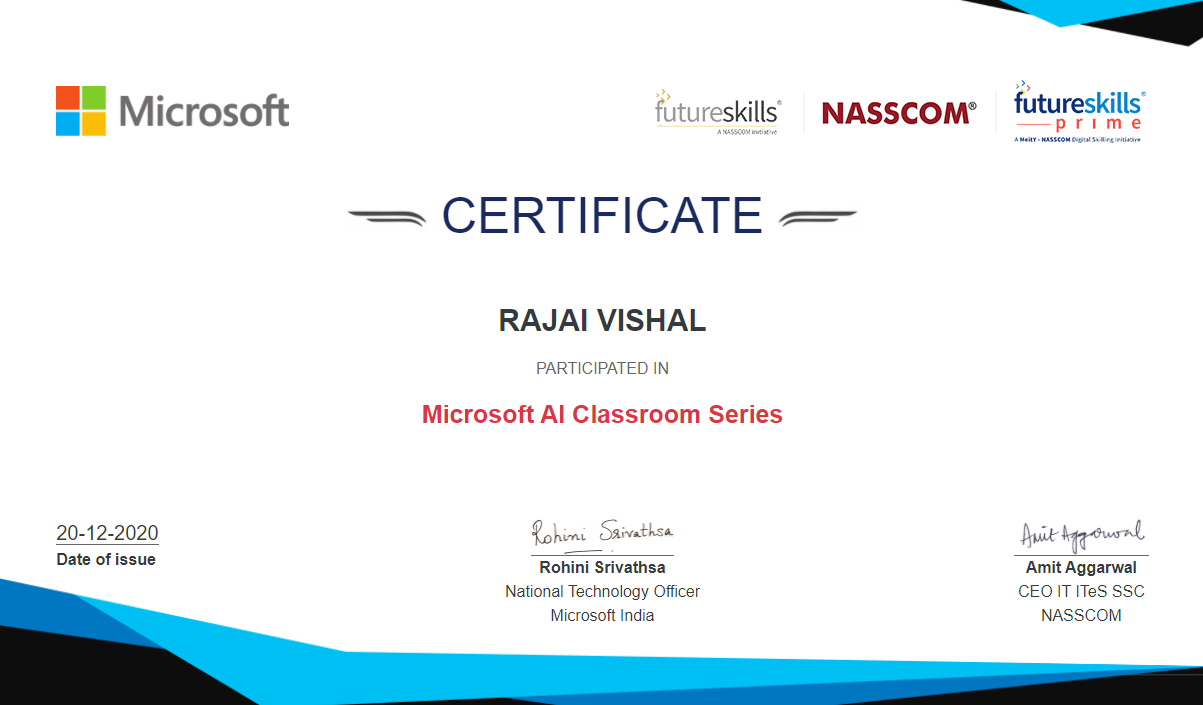 Microsoft
futureskills®
A NASSCOM Initiative
NASSCOM®
futureskills®
prime
A MeitY - NASSCOM Digital Skilling Initiative
CERTIFICATE
RAJAI VISHAL
PARTICIPATED IN
Microsoft AI Classroom Series
20-12-2020
Date of issue
Rohini Srivathsa
Rohini Srivathsa
National Technology Officer
Microsoft India
Amit Aggarwal
Amit Aggarwal
CEO IT ITeS SSC
NASSCOM